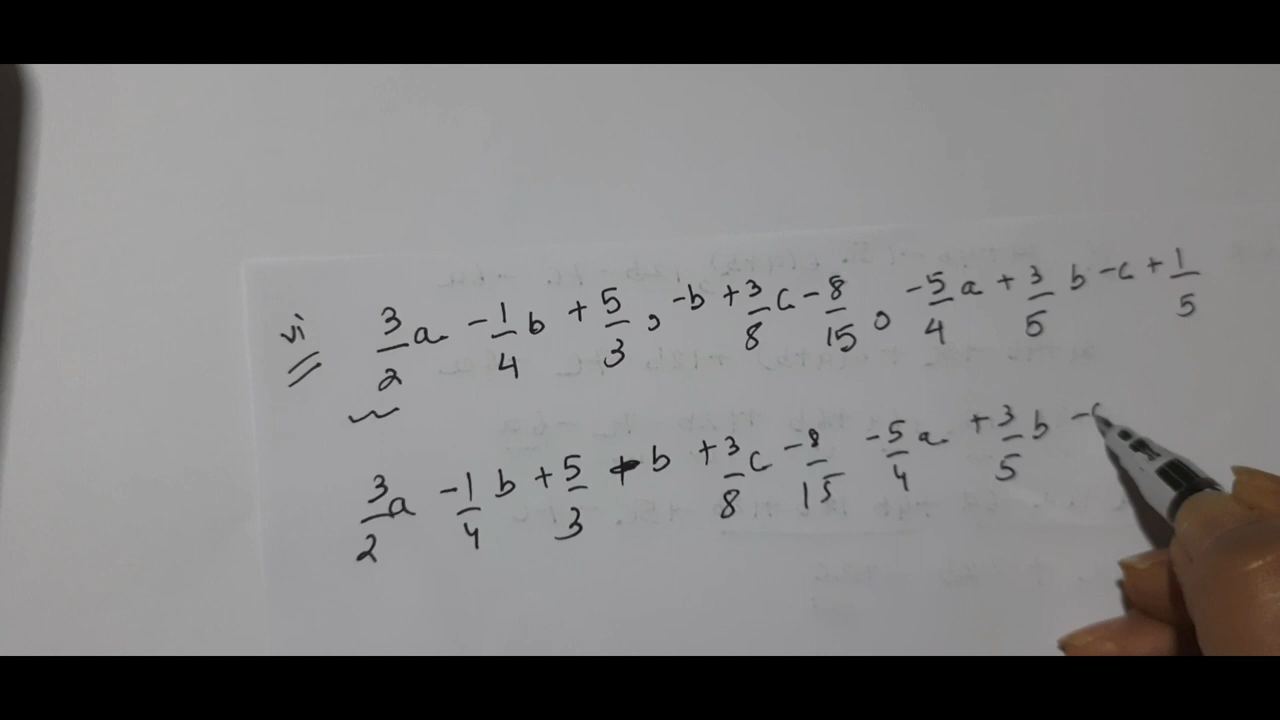 vi 3/2 a - 1/4 b + 5/3 , -b + 3/8 c - 8/15 , -5/4 a + 3/5 b - c + 1/5
3/2 a - 1/4 b + 5/3 - b + 3/8 c - 8/15 - 5/4 a + 3/5 b - c